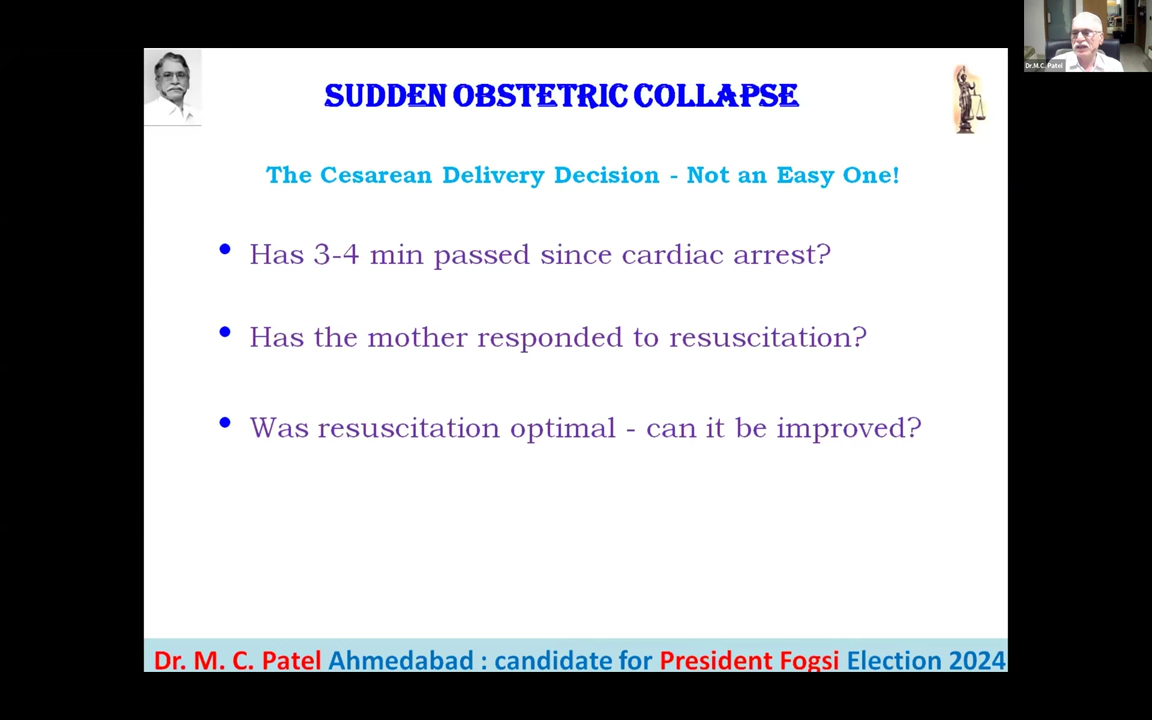 Dr.M.C. Patel
SUDDEN OBSTETRIC COLLAPSE
The Cesarean Delivery Decision - Not an Easy One!
• Has 3-4 min passed since cardiac arrest?
• Has the mother responded to resuscitation?
• Was resuscitation optimal - can it be improved?
Dr. M. C. Patel Ahmedabad : candidate for President Fogsi Election 2024